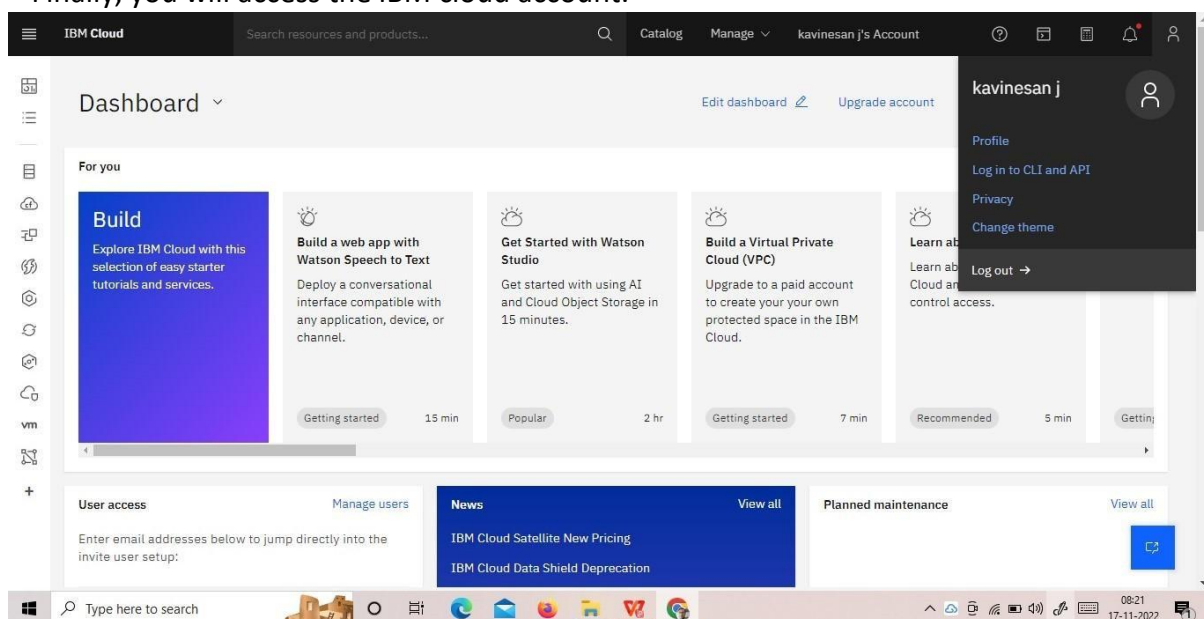 Finally, you will access the IBM cloud account.
IBM Cloud
Search resources and products...
Catalog
Manage
kavinesan j's Account
kavinesan j
Profile
Log in to CLI and API
Privacy
Change theme
Log out →
Dashboard
Edit dashboard
Upgrade account
For you
Build
Explore IBM Cloud with this
selection of easy starter
tutorials and services.
Build a web app with
Watson Speech to Text
Deploy a conversational
interface compatible with
any application, device, or
channel.
Getting started 15 min
Get Started with Watson
Studio
Get started with using AI
and Cloud Object Storage in
15 minutes.
Popular 2 hr
Build a Virtual Private
Cloud (VPC)
Upgrade to a paid account
to create your your own
protected space in the IBM
Cloud.
Getting started 7 min
Learn ab
Learn ab
Cloud an
control access.
Recommended 5 min
Getting
vm
User access
Manage users
Enter email addresses below to jump directly into the
invite user setup:
News
View all
IBM Cloud Satellite New Pricing
IBM Cloud Data Shield Deprecation
Planned maintenance
View all
Type here to search
08:21
17-11-2022